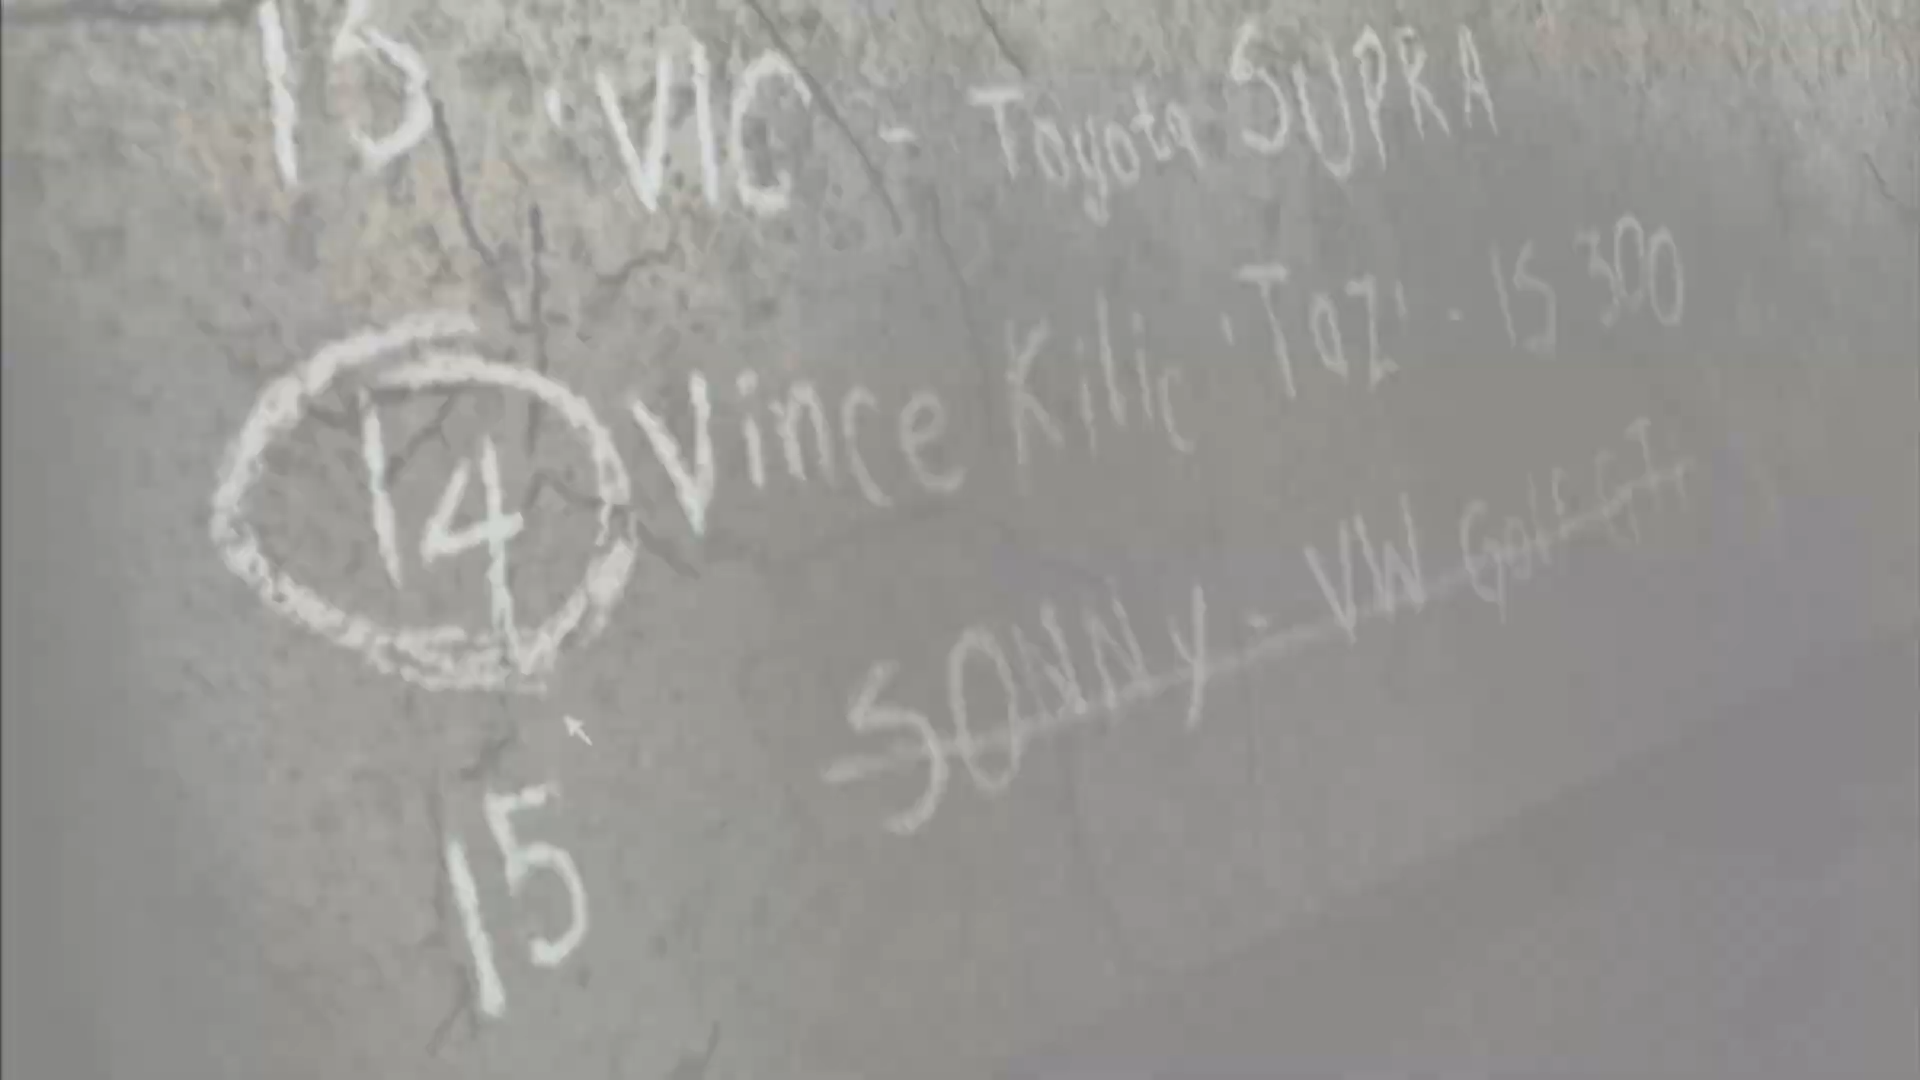 13 'VIC - Toyota SUPRA
14 Vince Kilic 'Taz' - IS 300
15 SONNY - VW Golf GTI